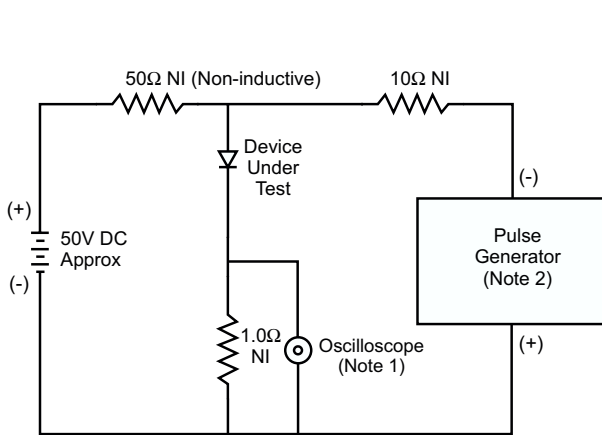 50Ω NI (Non-inductive)
10Ω NI
Device
Under
Test
(+)
50V DC
Approx
(-)
(-)
Pulse
Generator
(Note 2)
(+)
1.0Ω
NI
Oscilloscope
(Note 1)